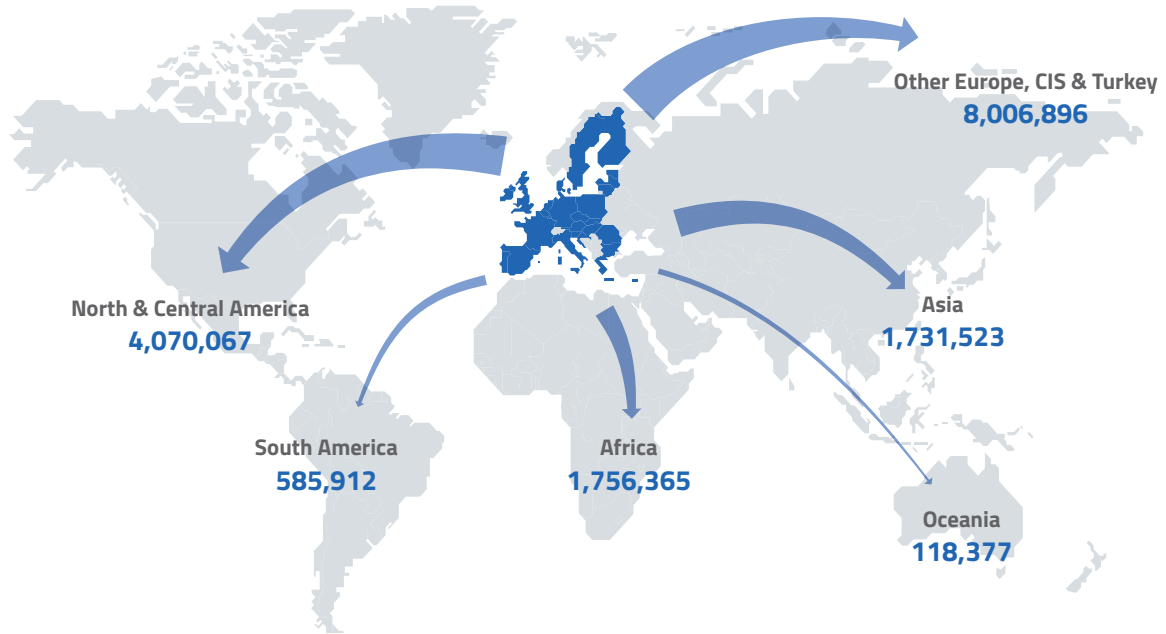 Other Europe, CIS & Turkey
8,006,896
North & Central America
4,070,067
Asia
1,731,523
South America
585,912
Africa
1,756,365
Oceania
118,377